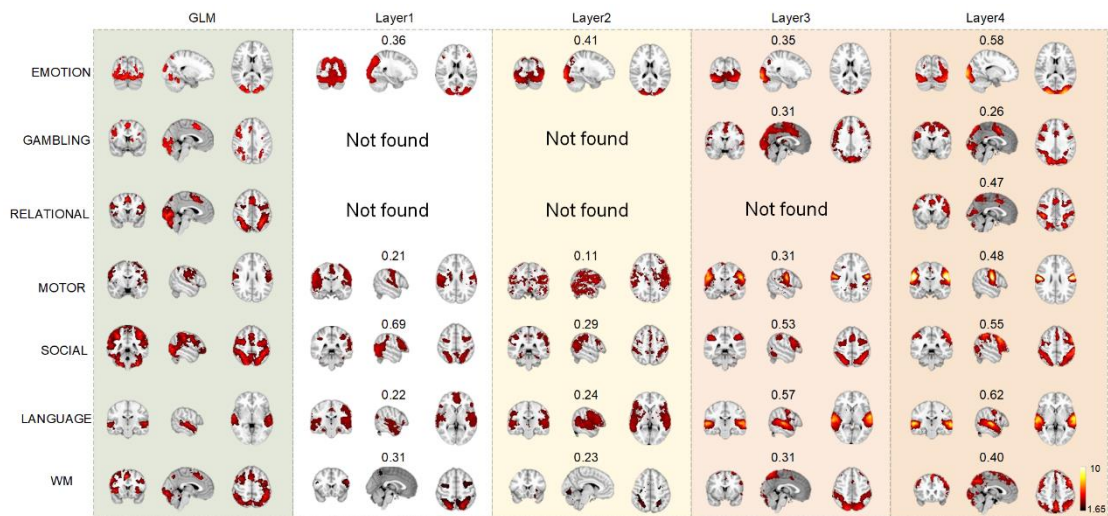 GLM Layer1 Layer2 Layer3 Layer4
EMOTION 0.36 0.41 0.35 0.58
GAMBLING Not found Not found 0.31 0.26
RELATIONAL Not found Not found Not found 0.47
MOTOR 0.21 0.11 0.31 0.48
SOCIAL 0.69 0.29 0.53 0.55
LANGUAGE 0.22 0.24 0.57 0.62
WM 0.31 0.23 0.31 0.40
10
1.65